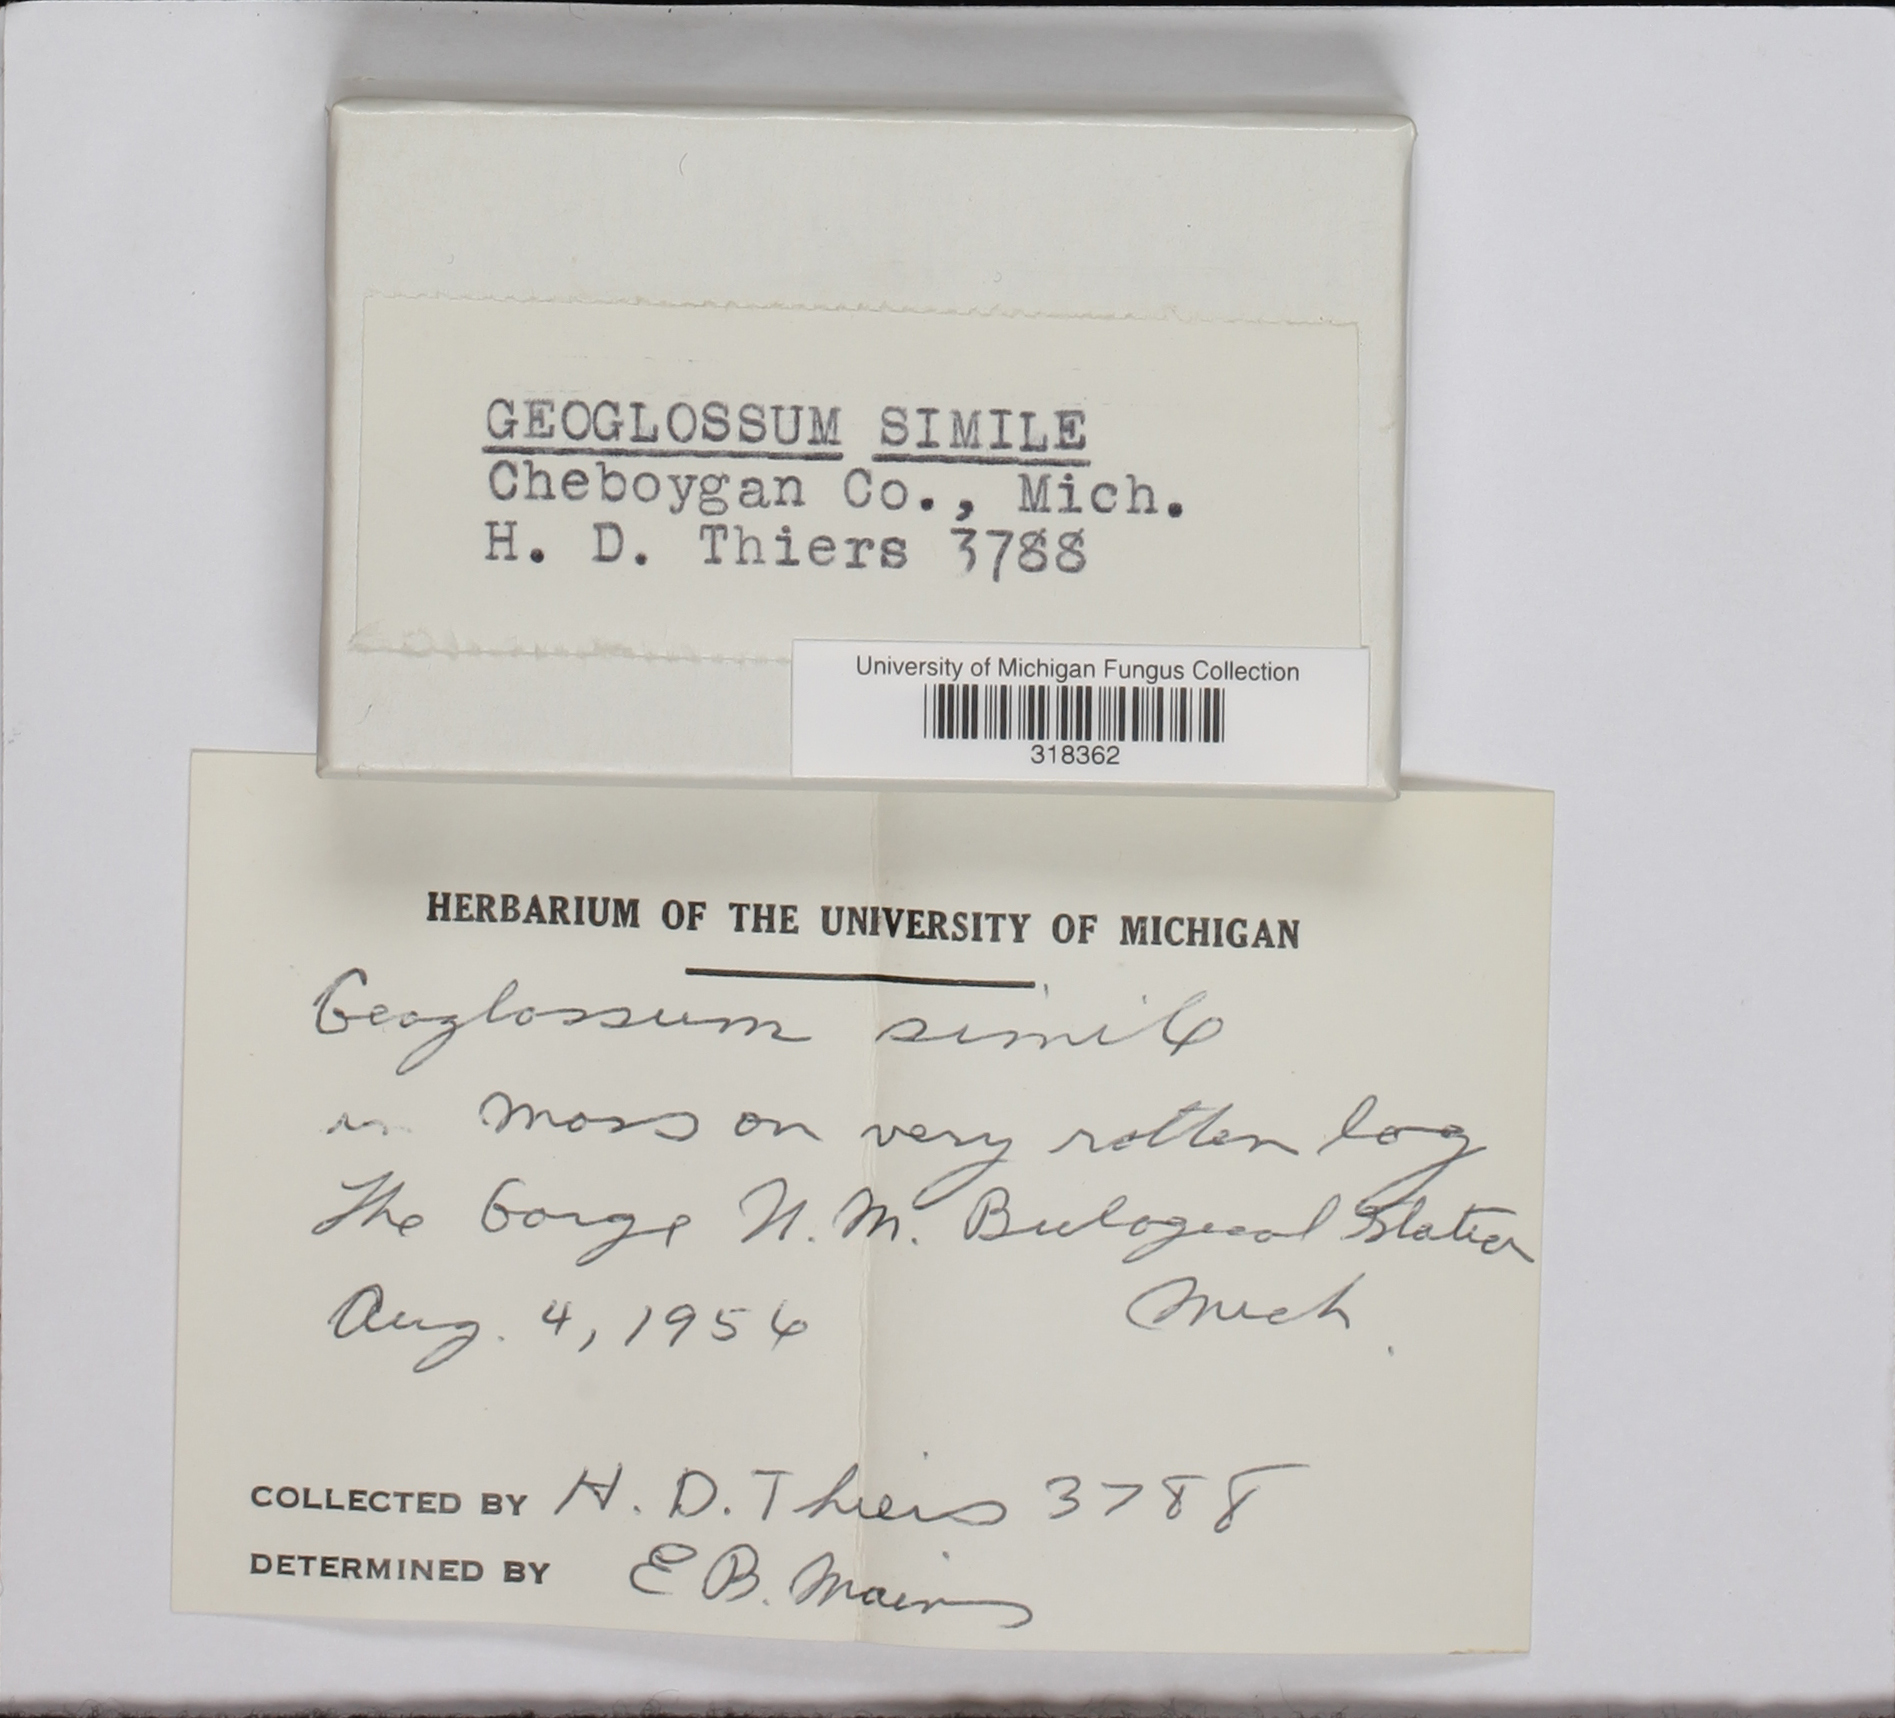 GEOGLOSSUM SIMILE
Cheboygan Co., Mich.
H. D. Thiers 3788
University of Michigan Fungus Collection
318362
HERBARIUM OF THE UNIVERSITY OF MICHIGAN
Geoglossum simile
in moss on very rotten log
The Gorge U.M. Biological Station
Aug. 4, 1956 Mich.
COLLECTED BY H. D. Thiers 3788
DETERMINED BY E B. Mains